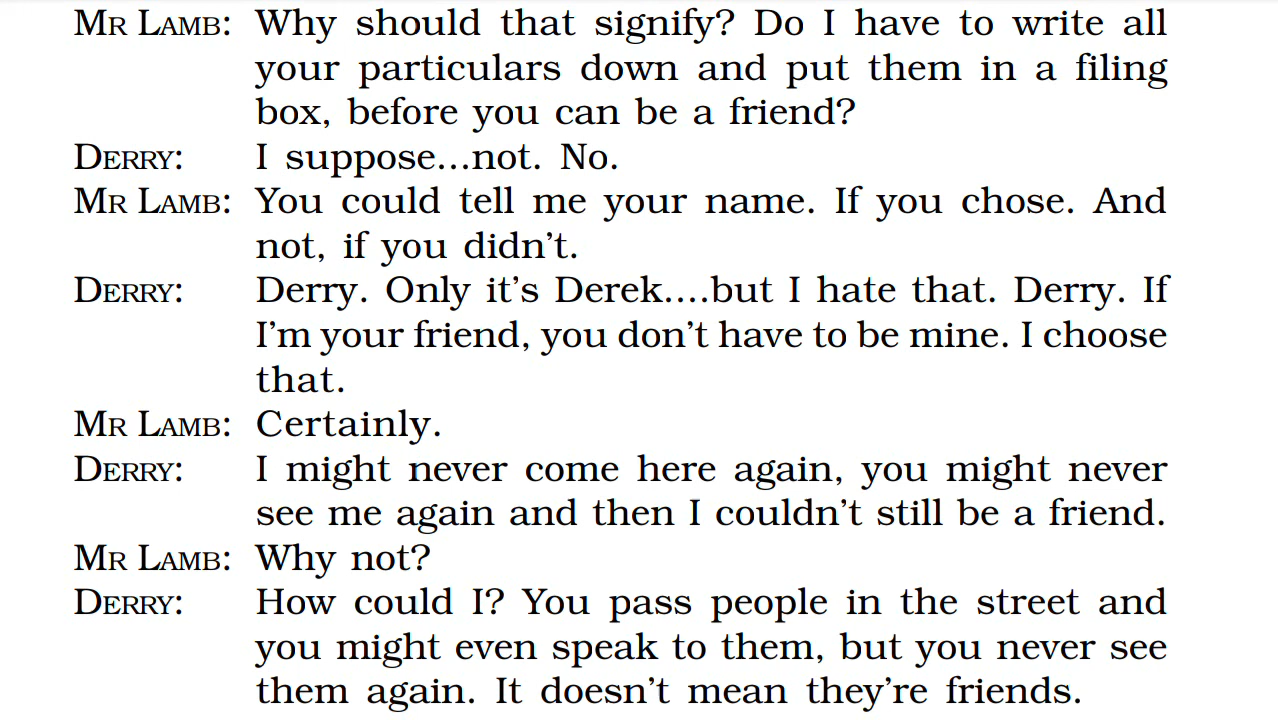 MR LAMB: Why should that signify? Do I have to write all
your particulars down and put them in a filing
box, before you can be a friend?
DERRY: I suppose...not. No.
MR LAMB: You could tell me your name. If you chose. And
not, if you didn’t.
DERRY: Derry. Only it’s Derek....but I hate that. Derry. If
I’m your friend, you don’t have to be mine. I choose
that.
MR LAMB: Certainly.
DERRY: I might never come here again, you might never
see me again and then I couldn’t still be a friend.
MR LAMB: Why not?
DERRY: How could I? You pass people in the street and
you might even speak to them, but you never see
them again. It doesn’t mean they’re friends.